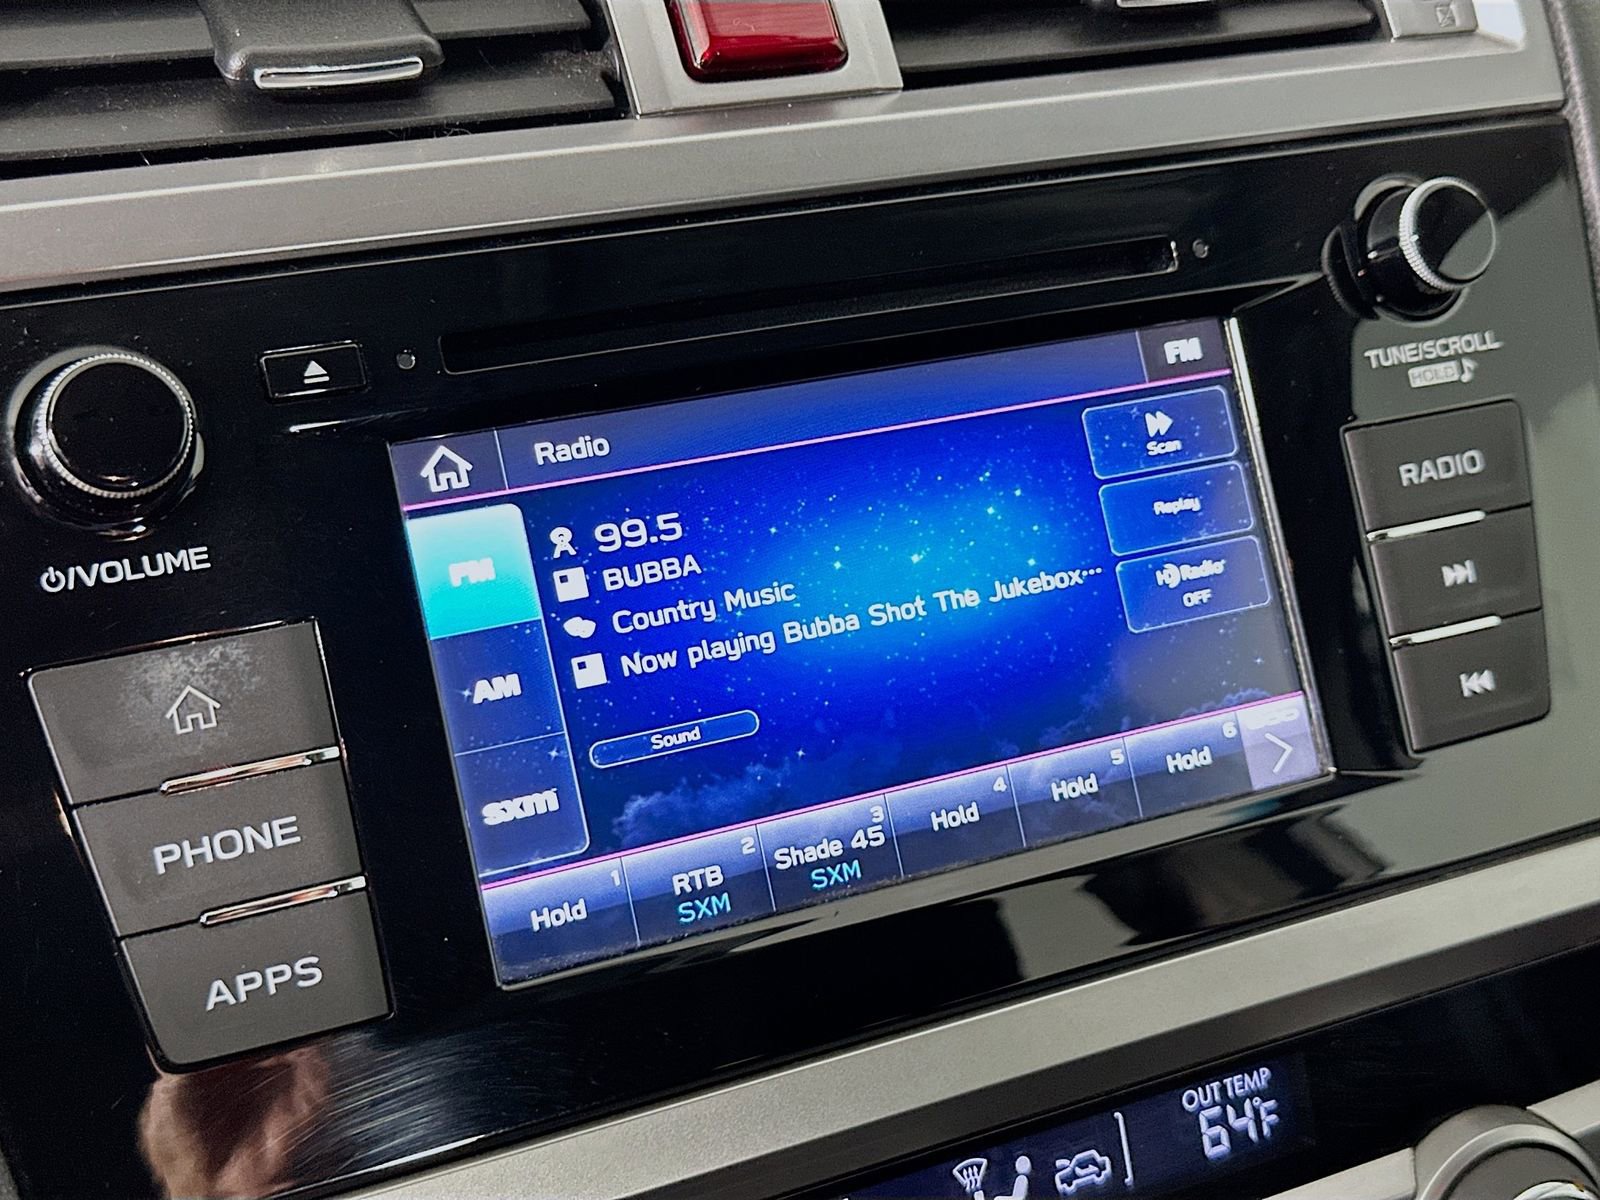 Radio
FM
Scan
Replay
HD Radio
OFF
FM
AM
sxm
99.5
BUBBA
Country Music
Now playing Bubba Shot The Jukebox...
Sound
1
Hold
2
RTB
SXM
3
Shade 45
SXM
4
Hold
5
Hold
6
Hold
/VOLUME
PHONE
APPS
TUNE/SCROLL
HOLD
RADIO
OUT TEMP
64°F